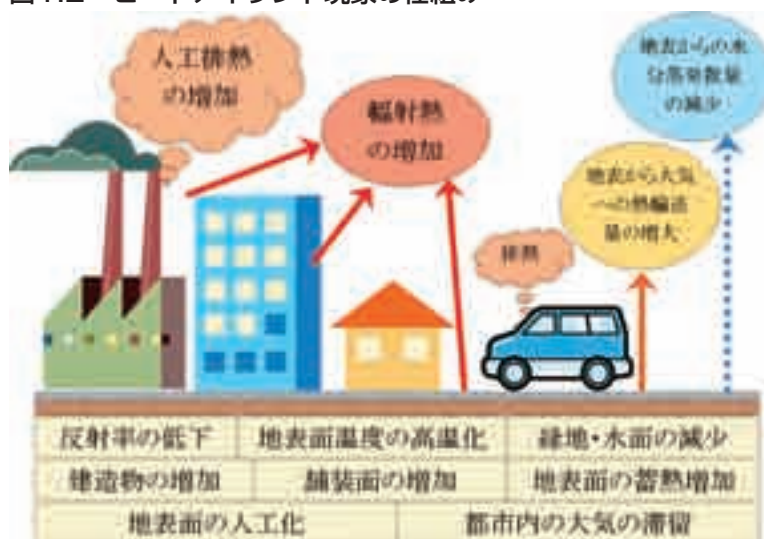 人工排熱
の増加
輻射熱
の増加
地表からの水
分蒸発散量
の減少
地表から大気
への熱輸送
量の増大
排熱
反射率の低下
地表面温度の高温化
緑地・水面の減少
建造物の増加
舗装面の増加
地表面の蓄熱増加
地表面の人工化
都市内の大気の滞留